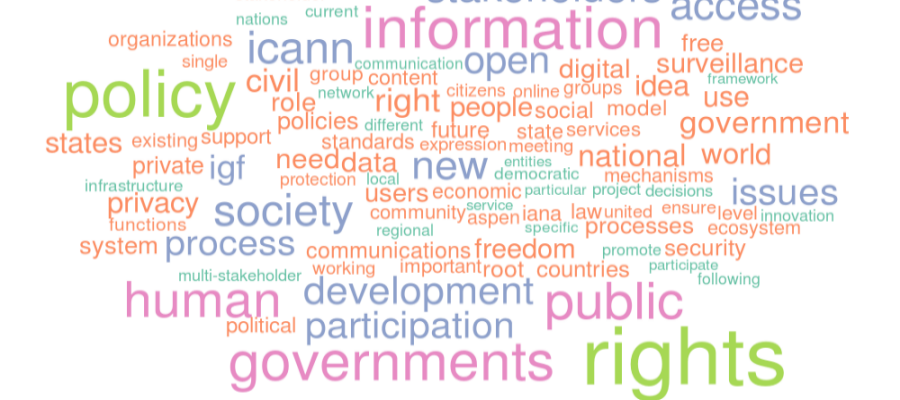 stakeholders access
nations current information
organizations icann free
single communication open digital surveillance
policy civil group content citizens online groups idea framework
role network right people social model use
policies different future state services government
states existing support standards expression meeting
private igf need data new entities national world
infrastructure protection local democratic mechanisms
privacy users economic particular project decisions issues
functions society community service aspen iana law united ensure level innovation
regional specific processes ecosystem
system process communications freedom promote security
multi-stakeholder working important root countries participate
following
human development public
political participation
governments rights